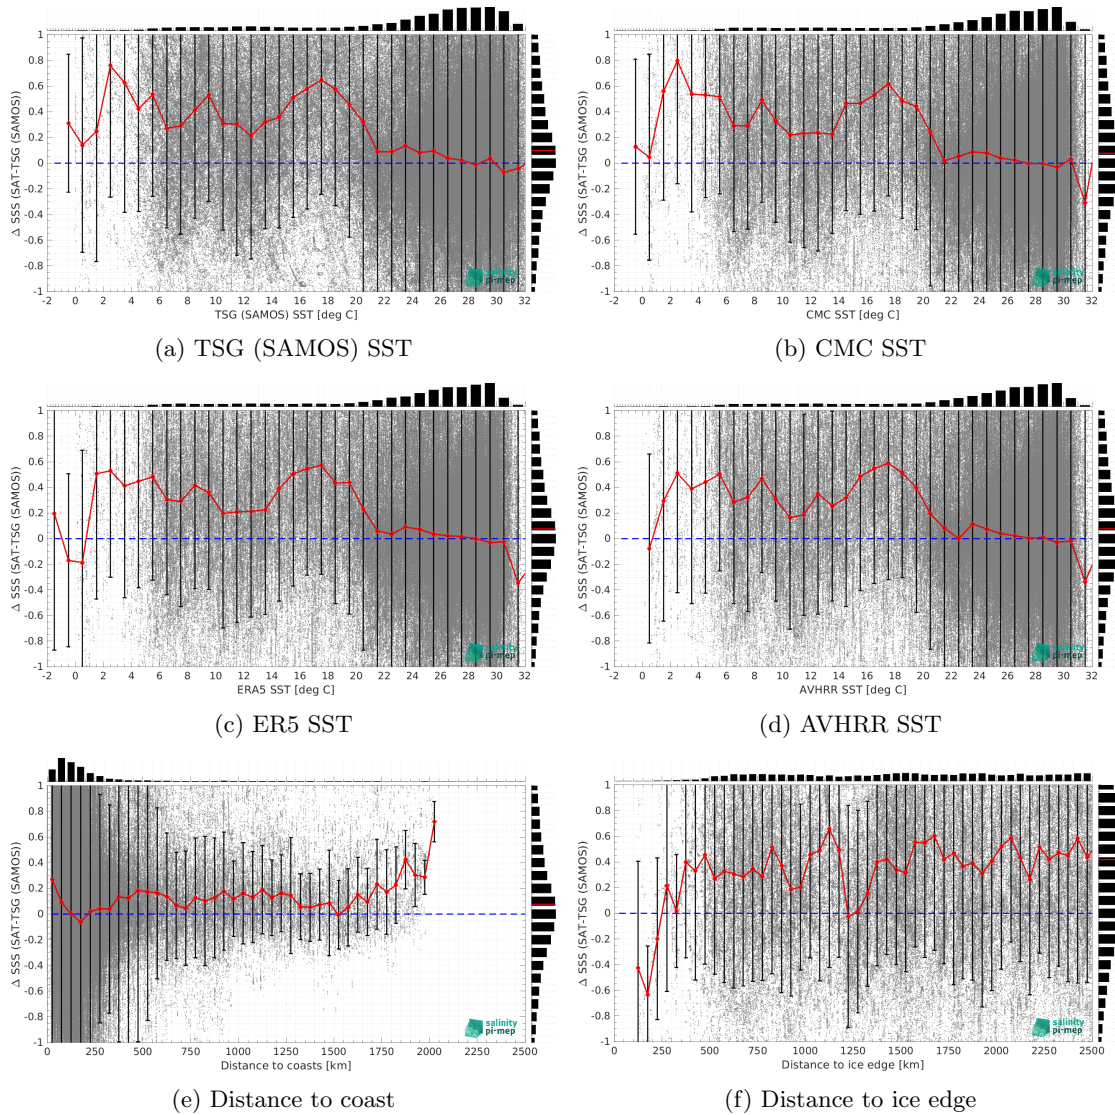 1
0.8
0.6
0.4
0.2
0
-0.2
-0.4
-0.6
-0.8
-1
Δ SSS (SAT-TSG (SAMOS))
salinity
pi-mep
-2 0 2 4 6 8 10 12 14 16 18 20 22 24 26 28 30 32
TSG (SAMOS) SST [deg C]
(a) TSG (SAMOS) SST
1
0.8
0.6
0.4
0.2
0
-0.2
-0.4
-0.6
-0.8
-1
Δ SSS (SAT-TSG (SAMOS))
salinity
pi-mep
-2 0 2 4 6 8 10 12 14 16 18 20 22 24 26 28 30 32
CMC SST [deg C]
(b) CMC SST
1
0.8
0.6
0.4
0.2
0
-0.2
-0.4
-0.6
-0.8
-1
Δ SSS (SAT-TSG (SAMOS))
salinity
pi-mep
-2 0 2 4 6 8 10 12 14 16 18 20 22 24 26 28 30 32
ERA5 SST [deg C]
(c) ER5 SST
1
0.8
0.6
0.4
0.2
0
-0.2
-0.4
-0.6
-0.8
-1
Δ SSS (SAT-TSG (SAMOS))
salinity
pi-mep
-2 0 2 4 6 8 10 12 14 16 18 20 22 24 26 28 30 32
AVHRR SST [deg C]
(d) AVHRR SST
1
0.8
0.6
0.4
0.2
0
-0.2
-0.4
-0.6
-0.8
-1
Δ SSS (SAT-TSG (SAMOS))
salinity
pi-mep
0 250 500 750 1000 1250 1500 1750 2000 2250 2500
Distance to coasts [km]
(e) Distance to coast
1
0.8
0.6
0.4
0.2
0
-0.2
-0.4
-0.6
-0.8
-1
Δ SSS (SAT-TSG (SAMOS))
salinity
pi-mep
0 250 500 750 1000 1250 1500 1750 2000 2250 2500
Distance to ice edge [km]
(f) Distance to ice edge